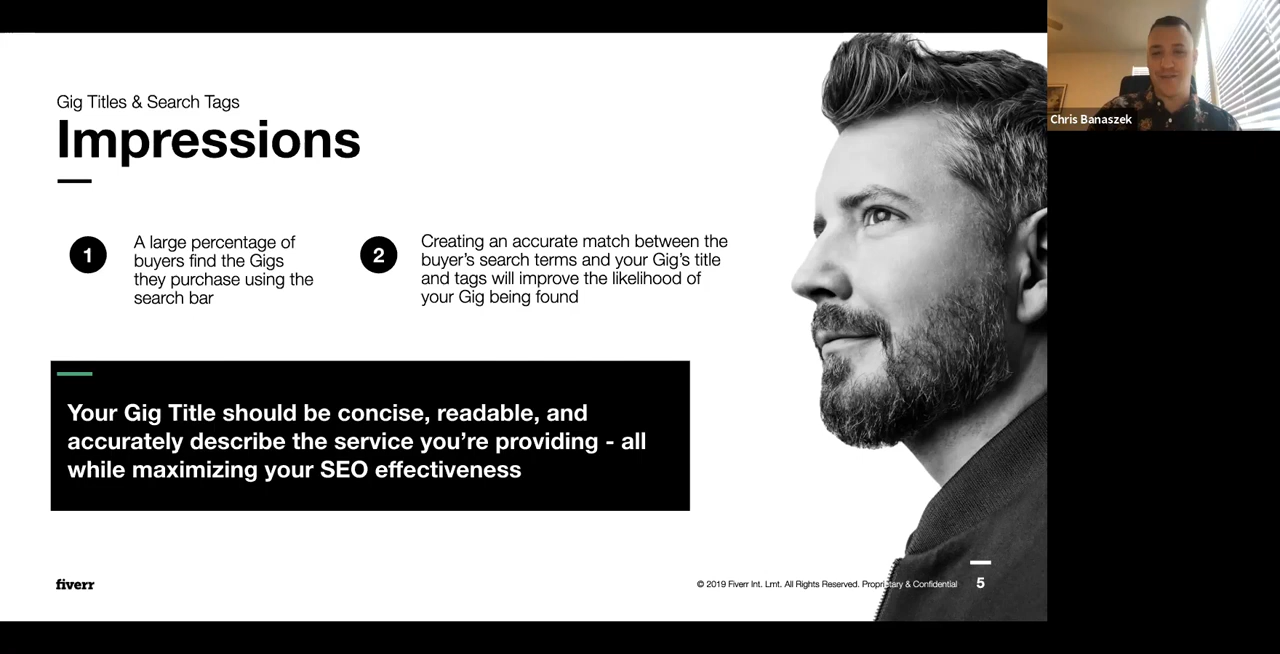 Gig Titles & Search Tags
Impressions
1
A large percentage of
buyers find the Gigs
they purchase using the
search bar
2
Creating an accurate match between the
buyer's search terms and your Gig's title
and tags will improve the likelihood of
your Gig being found
Your Gig Title should be concise, readable, and
accurately describe the service you're providing - all
while maximizing your SEO effectiveness
fiverr
© 2019 Fiverr Int. Lmt. All Rights Reserved. Proprietary & Confidential
5
Chris Banaszek